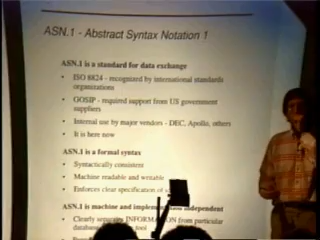 ASN.1 - Abstract Syntax Notation 1
ASN.1 is a standard for data exchange
• ISO 8824 - recognized by international standards
organizations
• GOSIP - required support from US government
suppliers
• Internal use by major vendors - DEC, Apollo, others
• It is here now
ASN.1 is a formal syntax
• Syntactically consistent
• Machine readable and writable
• Enforces clear specification of
ASN.1 is machine and independent
• Clearly INFORMATION from particular
tool